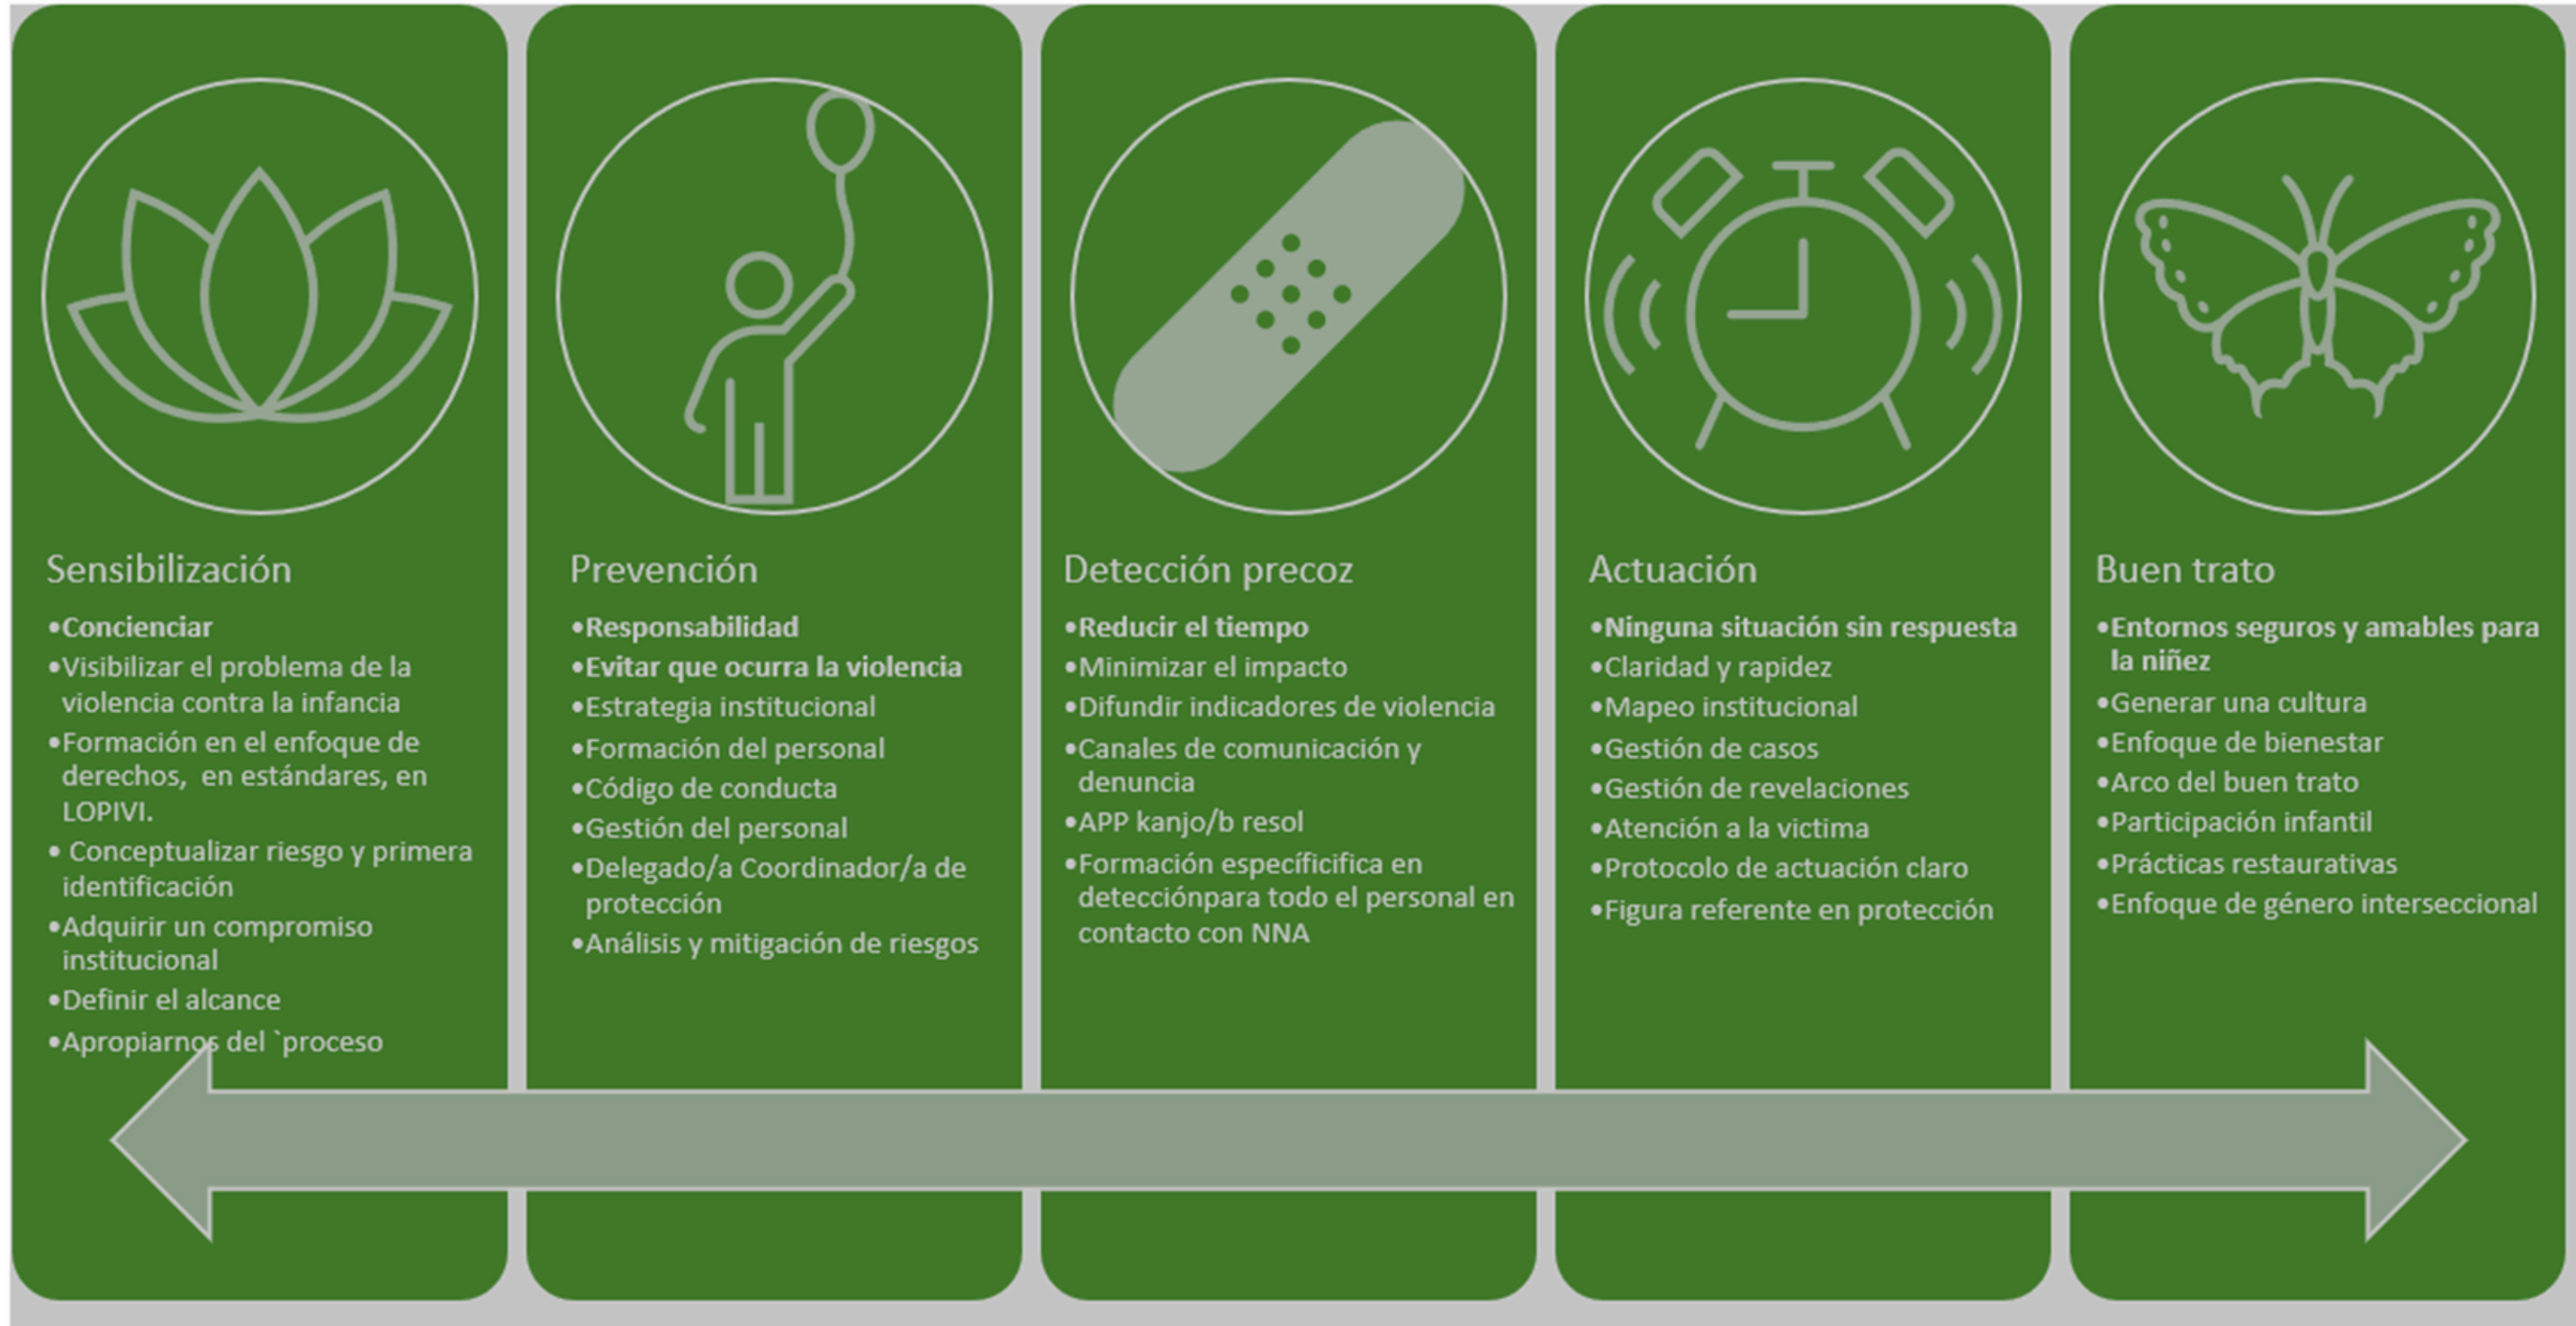 Sensibilización
•Concienciar
•Visibilizar el problema de la
violencia contra la infancia
•Formación en el enfoque de
derechos,  en estándares, en
LOPIVI.
• Conceptualizar riesgo y primera
identificación
•Adquirir un compromiso
institucional
•Definir el alcance
•Apropiarnos del `proceso
Prevención
•Responsabilidad
•Evitar que ocurra la violencia
•Estrategia institucional
•Formación del personal
•Código de conducta
•Gestión del personal
•Delegado/a Coordinador/a de
protección
•Análisis y mitigación de riesgos
Detección precoz
•Reducir el tiempo
•Minimizar el impacto
•Difundir indicadores de violencia
•Canales de comunicación y
denuncia
•APP kanjo/b resol
•Formación específicifica en
detecciónpara todo el personal en
contacto con NNA
Actuación
•Ninguna situación sin respuesta
•Claridad y rapidez
•Mapeo institucional
•Gestión de casos
•Gestión de revelaciones
•Atención a la victima
•Protocolo de actuación claro
•Figura referente en protección
Buen trato
•Entornos seguros y amables para
la niñez
•Generar una cultura
•Enfoque de bienestar
•Arco del buen trato
•Participación infantil
•Prácticas restaurativas
•Enfoque de género interseccional